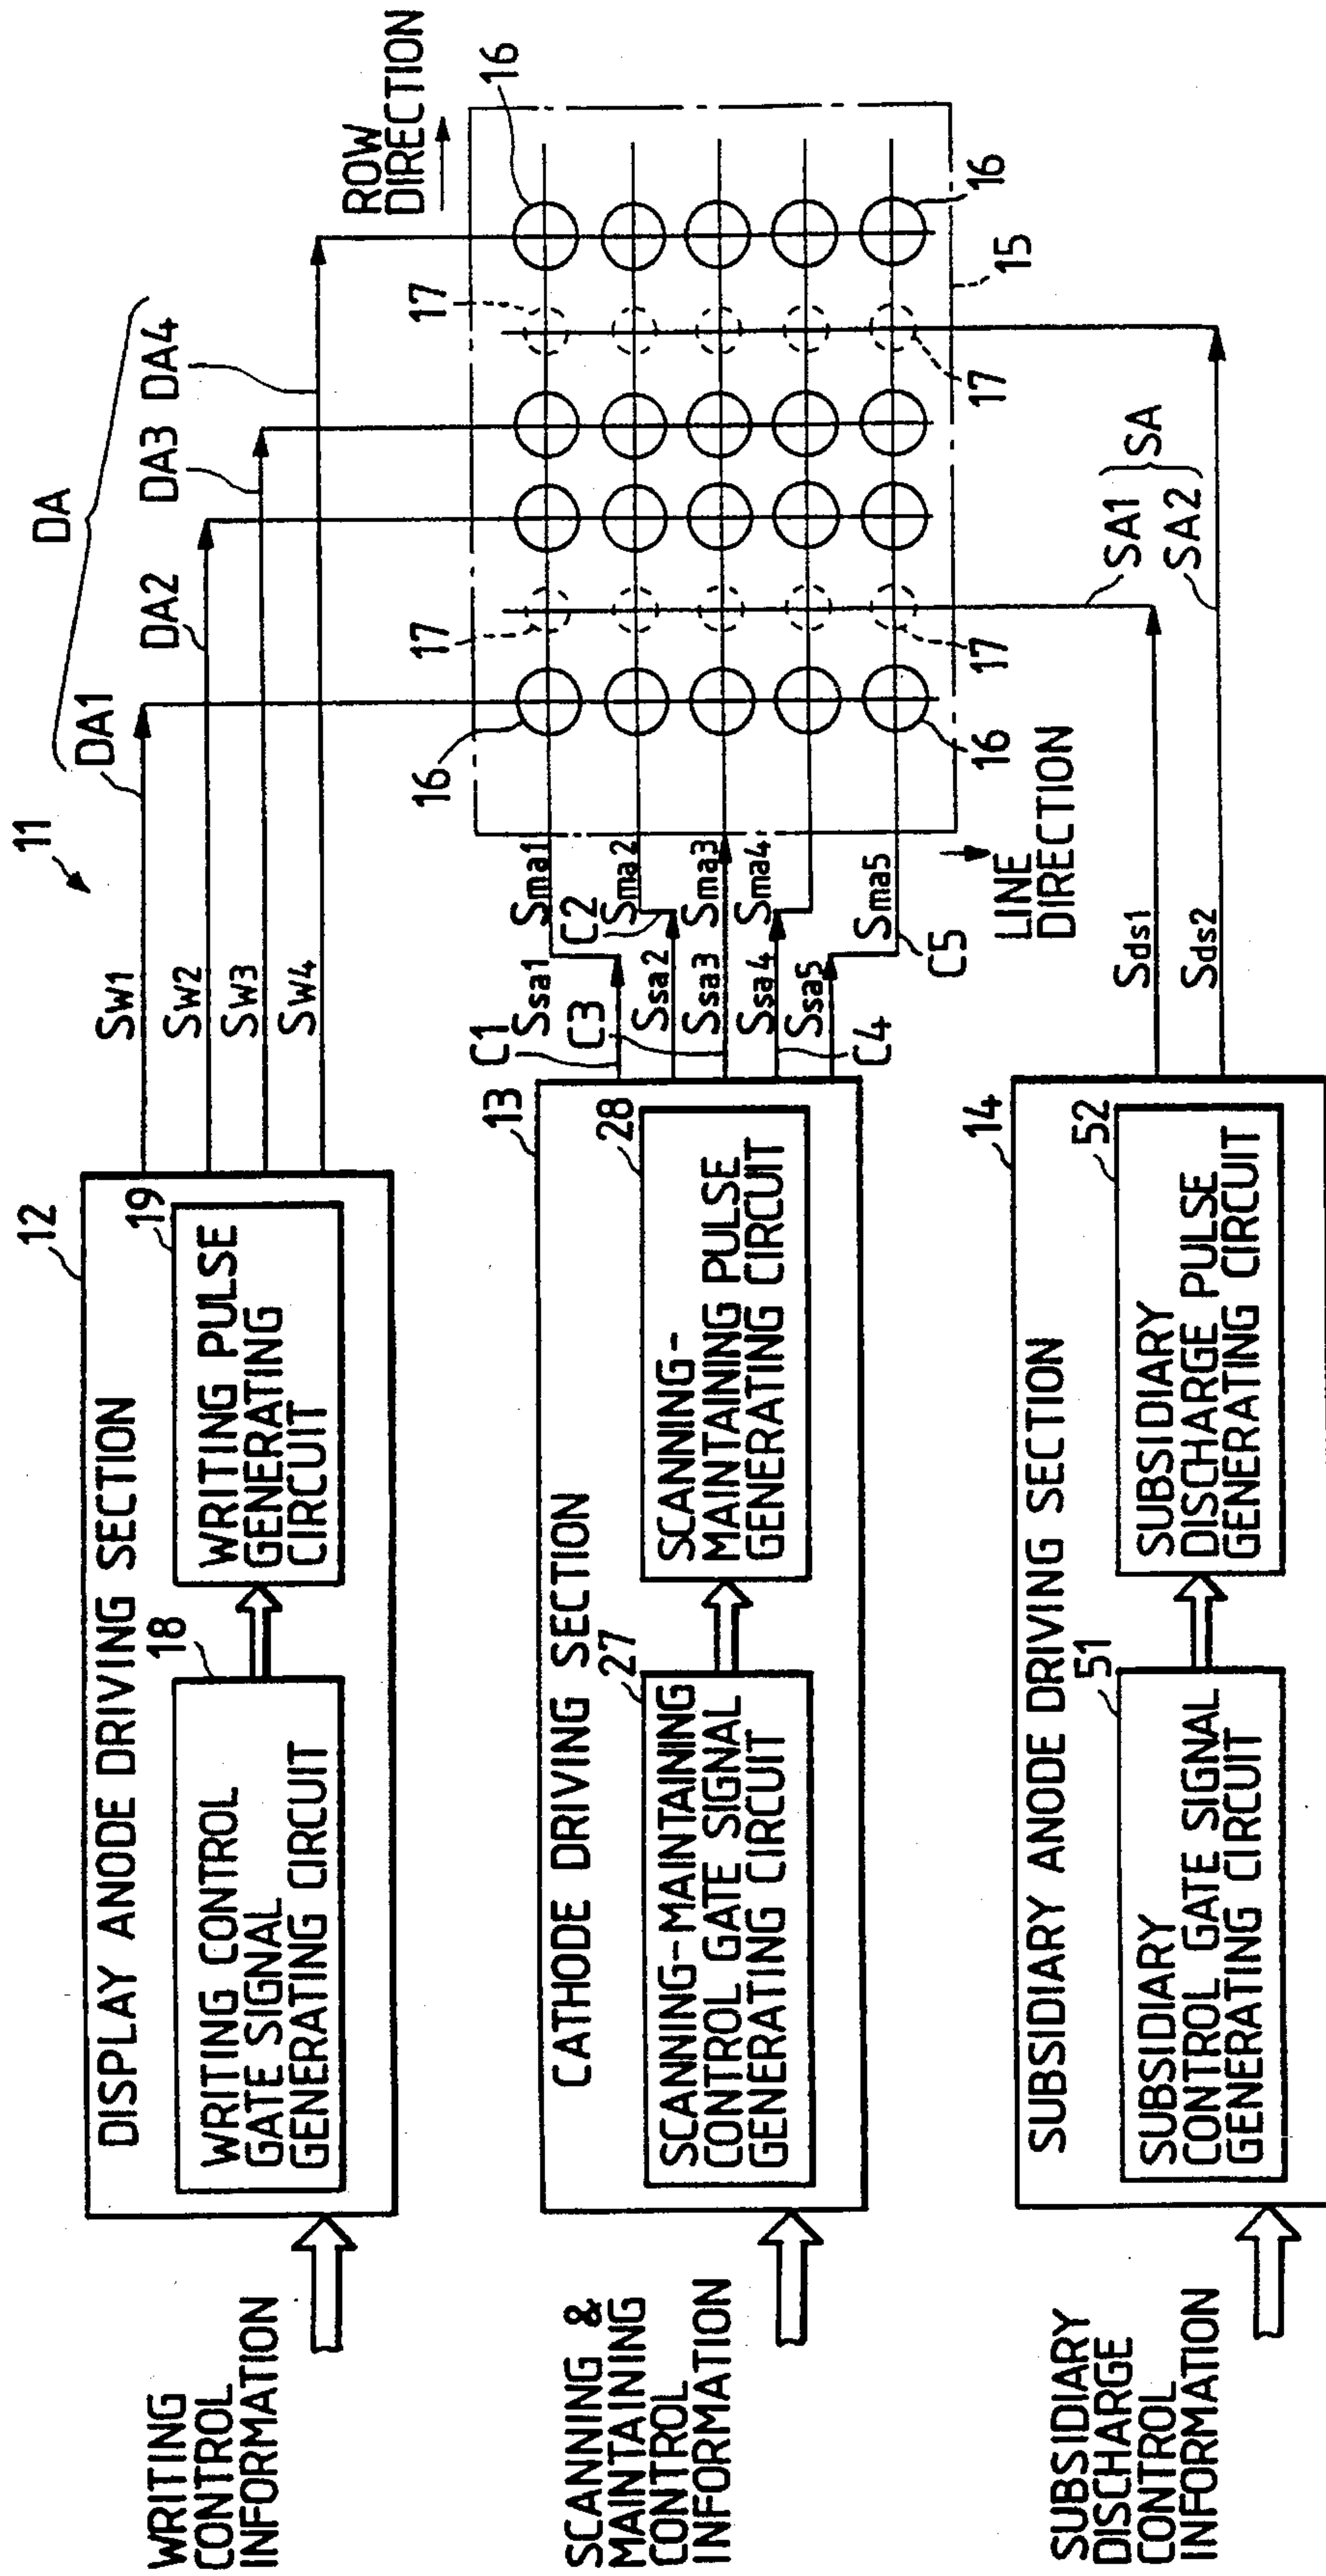 11
DA
DA1
DA2
DA3
DA4
SW1
SW2
SW3
SW4
ROW
DIRECTION
12
DISPLAY ANODE DRIVING SECTION
18
WRITING CONTROL
GATE SIGNAL
GENERATING CIRCUIT
19
WRITING PULSE
GENERATING
CIRCUIT
WRITING
CONTROL
INFORMATION
16
17
17
16
16
17
17
16
15
13
CATHODE DRIVING SECTION
27
SCANNING-MAINTAINING
CONTROL GATE SIGNAL
GENERATING CIRCUIT
28
SCANNING-
MAINTAINING PULSE
GENERATING CIRCUIT
SCANNING &
MAINTAINING
CONTROL
INFORMATION
C1
Ssa1
Sma1
C2
Ssa2
Sma2
C3
Ssa3
Sma3
C4
Ssa4
Sma4
C5
Ssa5
Sma5
LINE
DIRECTION
14
SUBSIDIARY ANODE DRIVING SECTION
51
SUBSIDIARY
CONTROL GATE SIGNAL
GENERATING CIRCUIT
52
SUBSIDIARY
DISCHARGE PULSE
GENERATING CIRCUIT
SUBSIDIARY
DISCHARGE
CONTROL
INFORMATION
Sds1
Sds2
SA1
SA2
SA